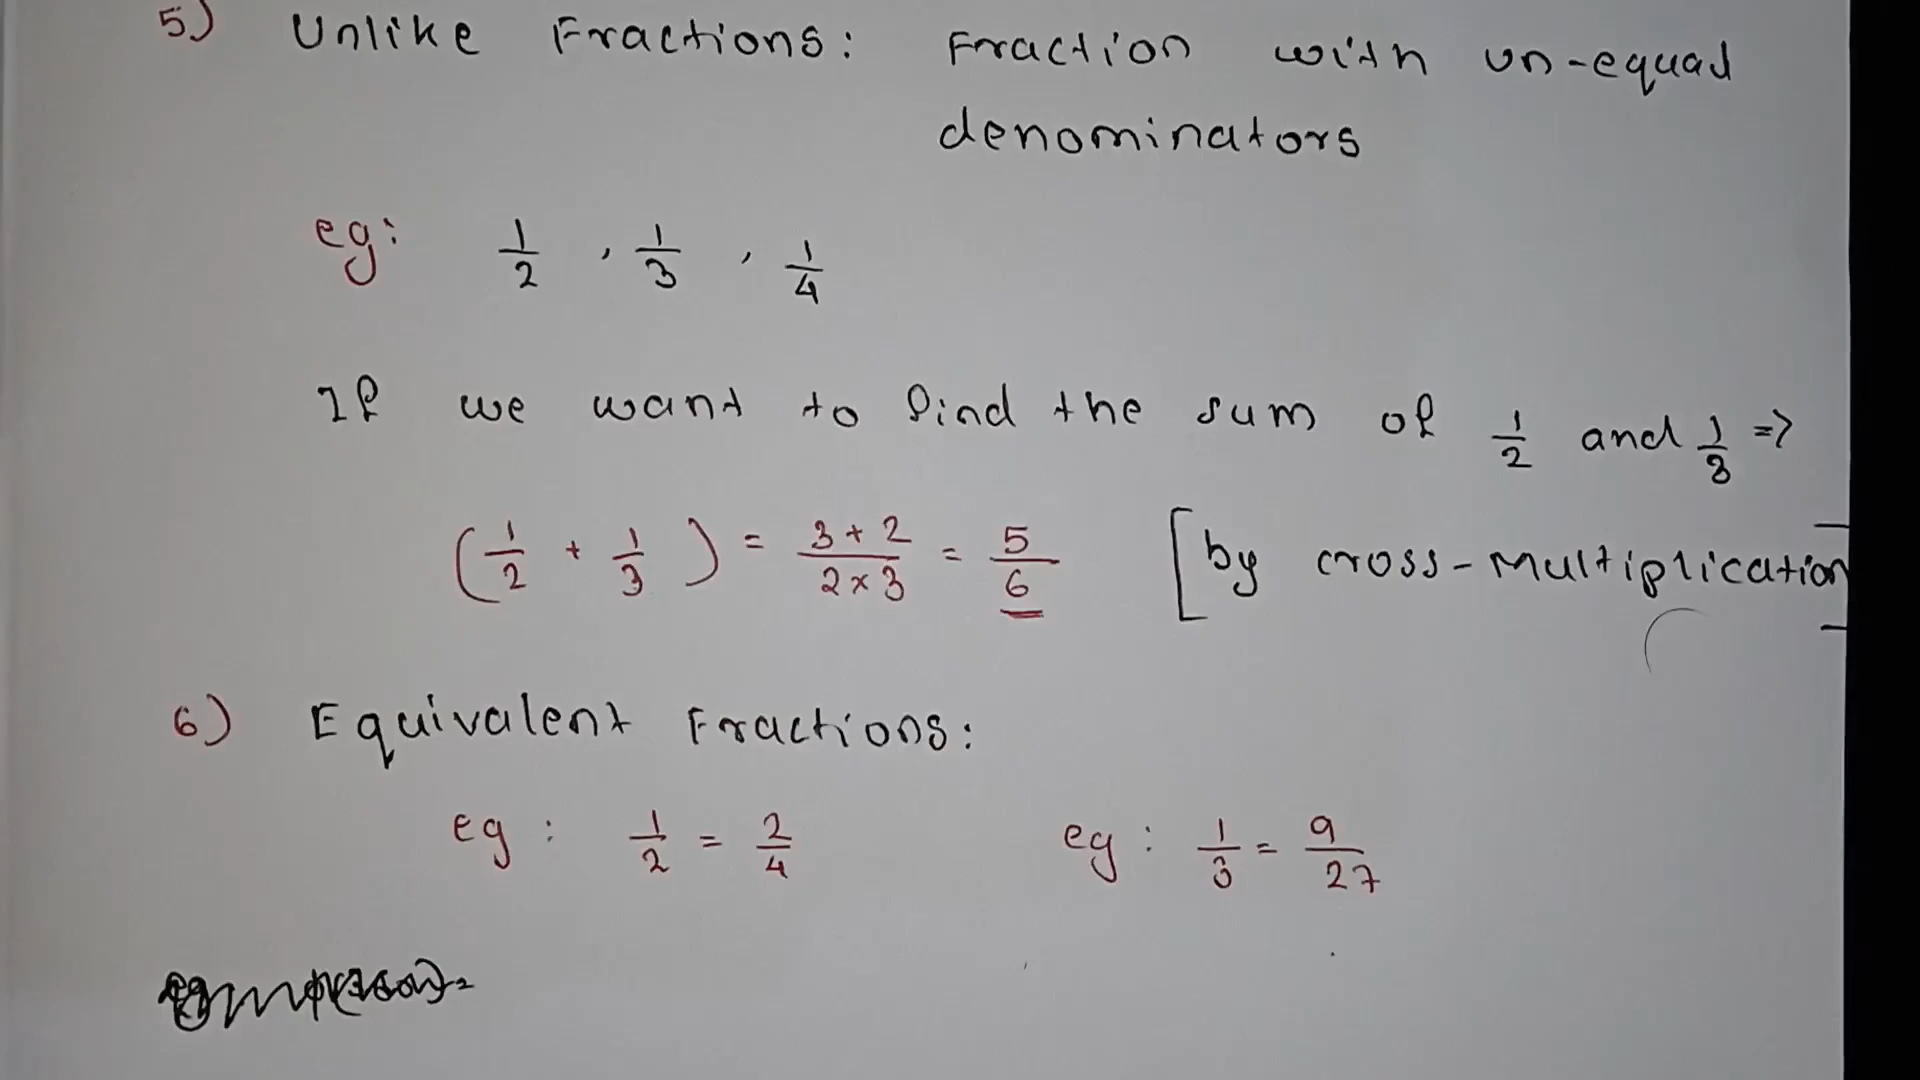 5) Unlike Fractions: Fraction with un-equal
denominators
eg: 1/2 , 1/3 , 1/4
If we want to find the sum of 1/2 and 1/3 =>
(1/2 + 1/3) = (3+2)/(2×3) = 5/6 [by cross-Multiplication]
6) Equivalent Fractions:
eg: 1/2 = 2/4 eg: 1/3 = 9/27